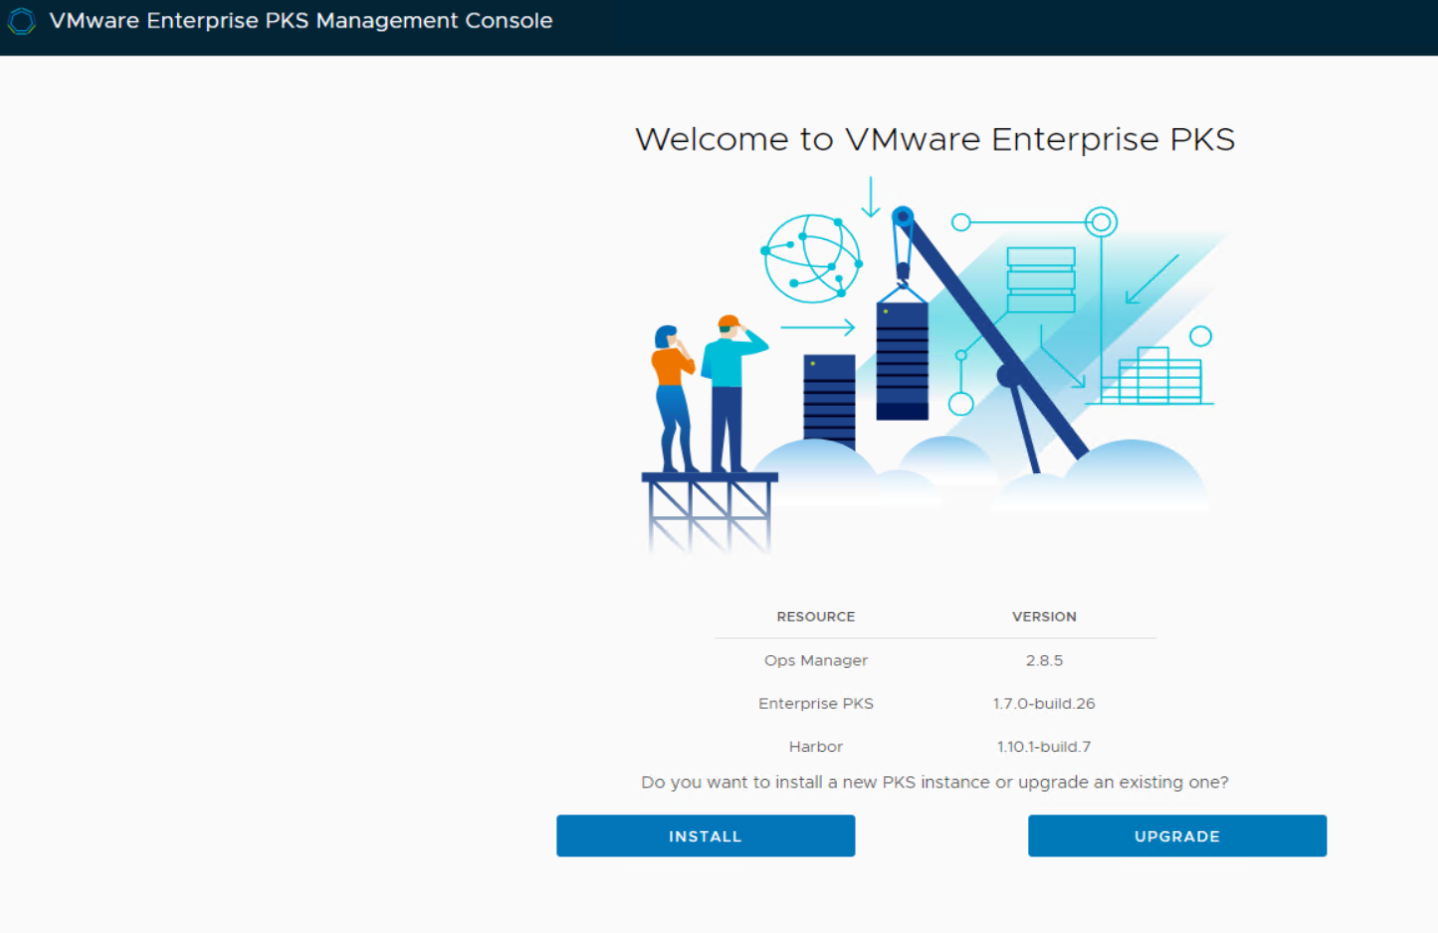 VMware Enterprise PKS Management Console
Welcome to VMware Enterprise PKS
RESOURCE VERSION
Ops Manager 2.8.5
Enterprise PKS 1.7.0-build.26
Harbor 1.10.1-build.7
Do you want to install a new PKS instance or upgrade an existing one?
INSTALL UPGRADE